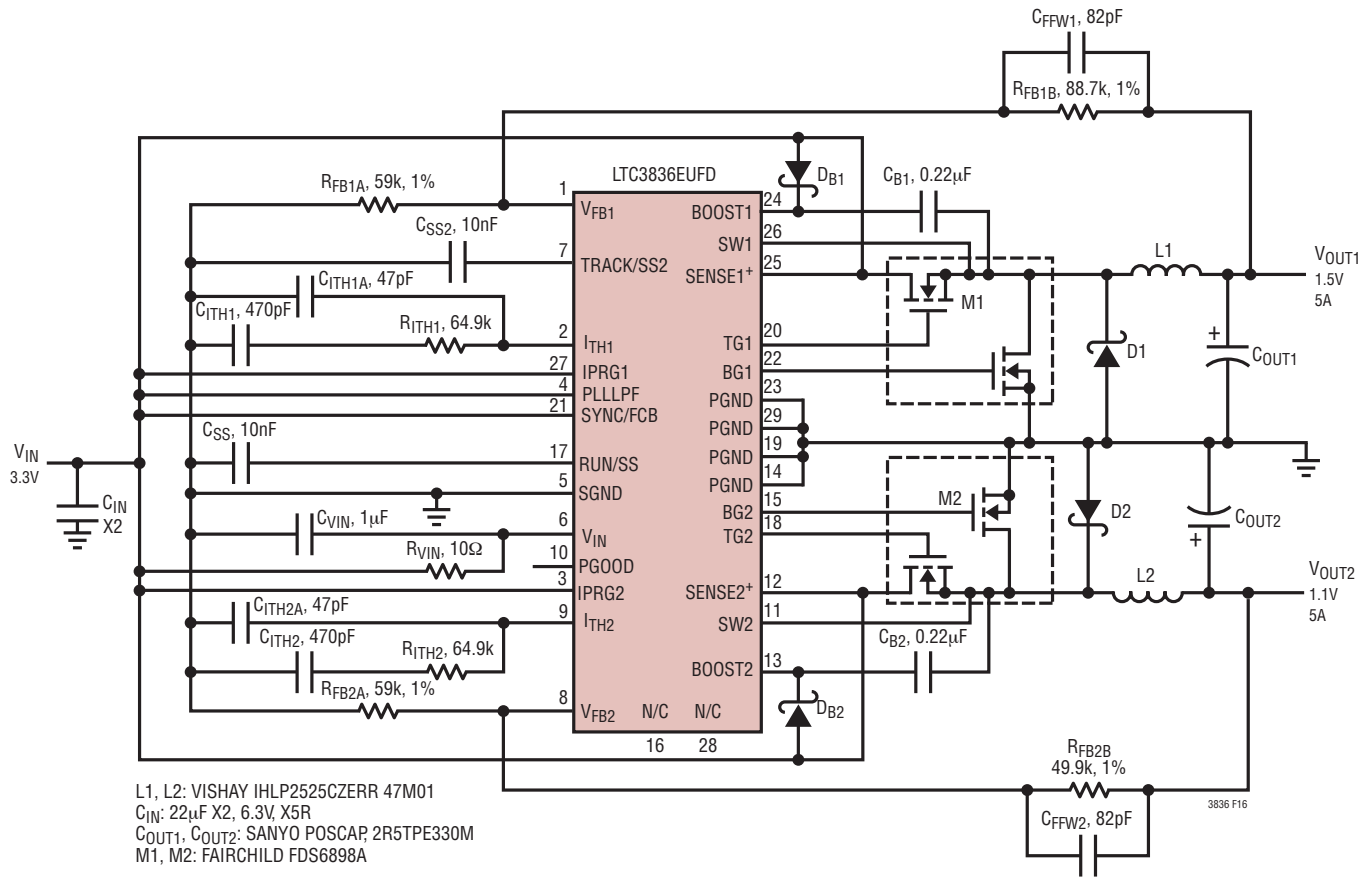 CFFW1, 82pF
RFB1B, 88.7k, 1%
LTC3836EUFD
RFB1A, 59k, 1%
1
VFB1
DB1
CB1, 0.22µF
24
BOOST1
CSS2, 10nF
7
TRACK/SS2
26
SW1
25
SENSE1+
L1
VOUT1
1.5V
5A
CITH1A, 47pF
M1
CITH1, 470pF
RITH1, 64.9k
2
ITH1
20
TG1
+
COUT1
D1
27
IPRG1
22
BG1
4
PLLLPF
23
PGND
21
SYNC/FCB
29
PGND
CSS, 10nF
19
PGND
VIN
3.3V
17
RUN/SS
14
PGND
5
SGND
CIN
X2
15
BG2
M2
D2
COUT2
+
CVIN, 1µF
6
VIN
18
TG2
RVIN, 10Ω
10
PGOOD
3
IPRG2
12
SENSE2+
L2
VOUT2
1.1V
5A
CITH2A, 47pF
9
ITH2
11
SW2
CITH2, 470pF
RITH2, 64.9k
CB2, 0.22µF
13
BOOST2
RFB2A, 59k, 1%
8
VFB2
N/C
N/C
DB2
16
28
RFB2B
49.9k, 1%
CFFW2, 82pF
3836 F16
L1, L2: VISHAY IHLP2525CZERR 47M01
CIN: 22µF X2, 6.3V, X5R
COUT1, COUT2: SANYO POSCAP, 2R5TPE330M
M1, M2: FAIRCHILD FDS6898A